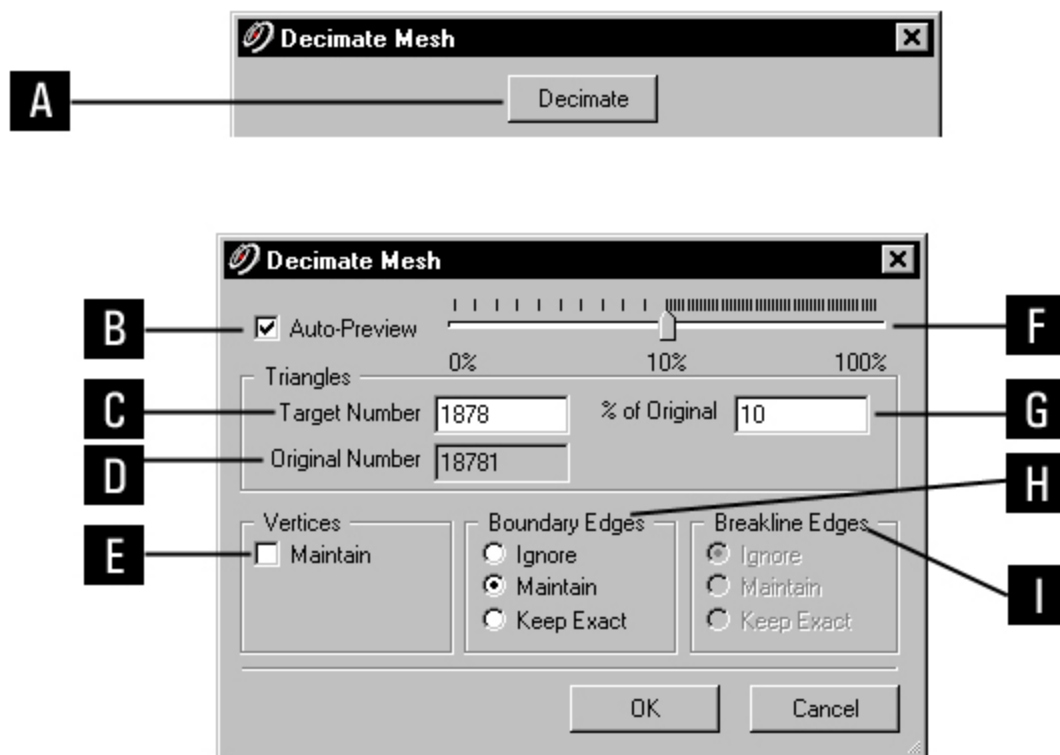 Decimate Mesh
A
Decimate
Decimate Mesh
B
Auto-Preview
F
0% 10% 100%
Triangles
C
Target Number 1878 % of Original 10
G
D
Original Number 18781
H
Vertices Boundary Edges Breakline Edges
E
Maintain Ignore Ignore
Maintain Maintain
I
Keep Exact Keep Exact
OK Cancel